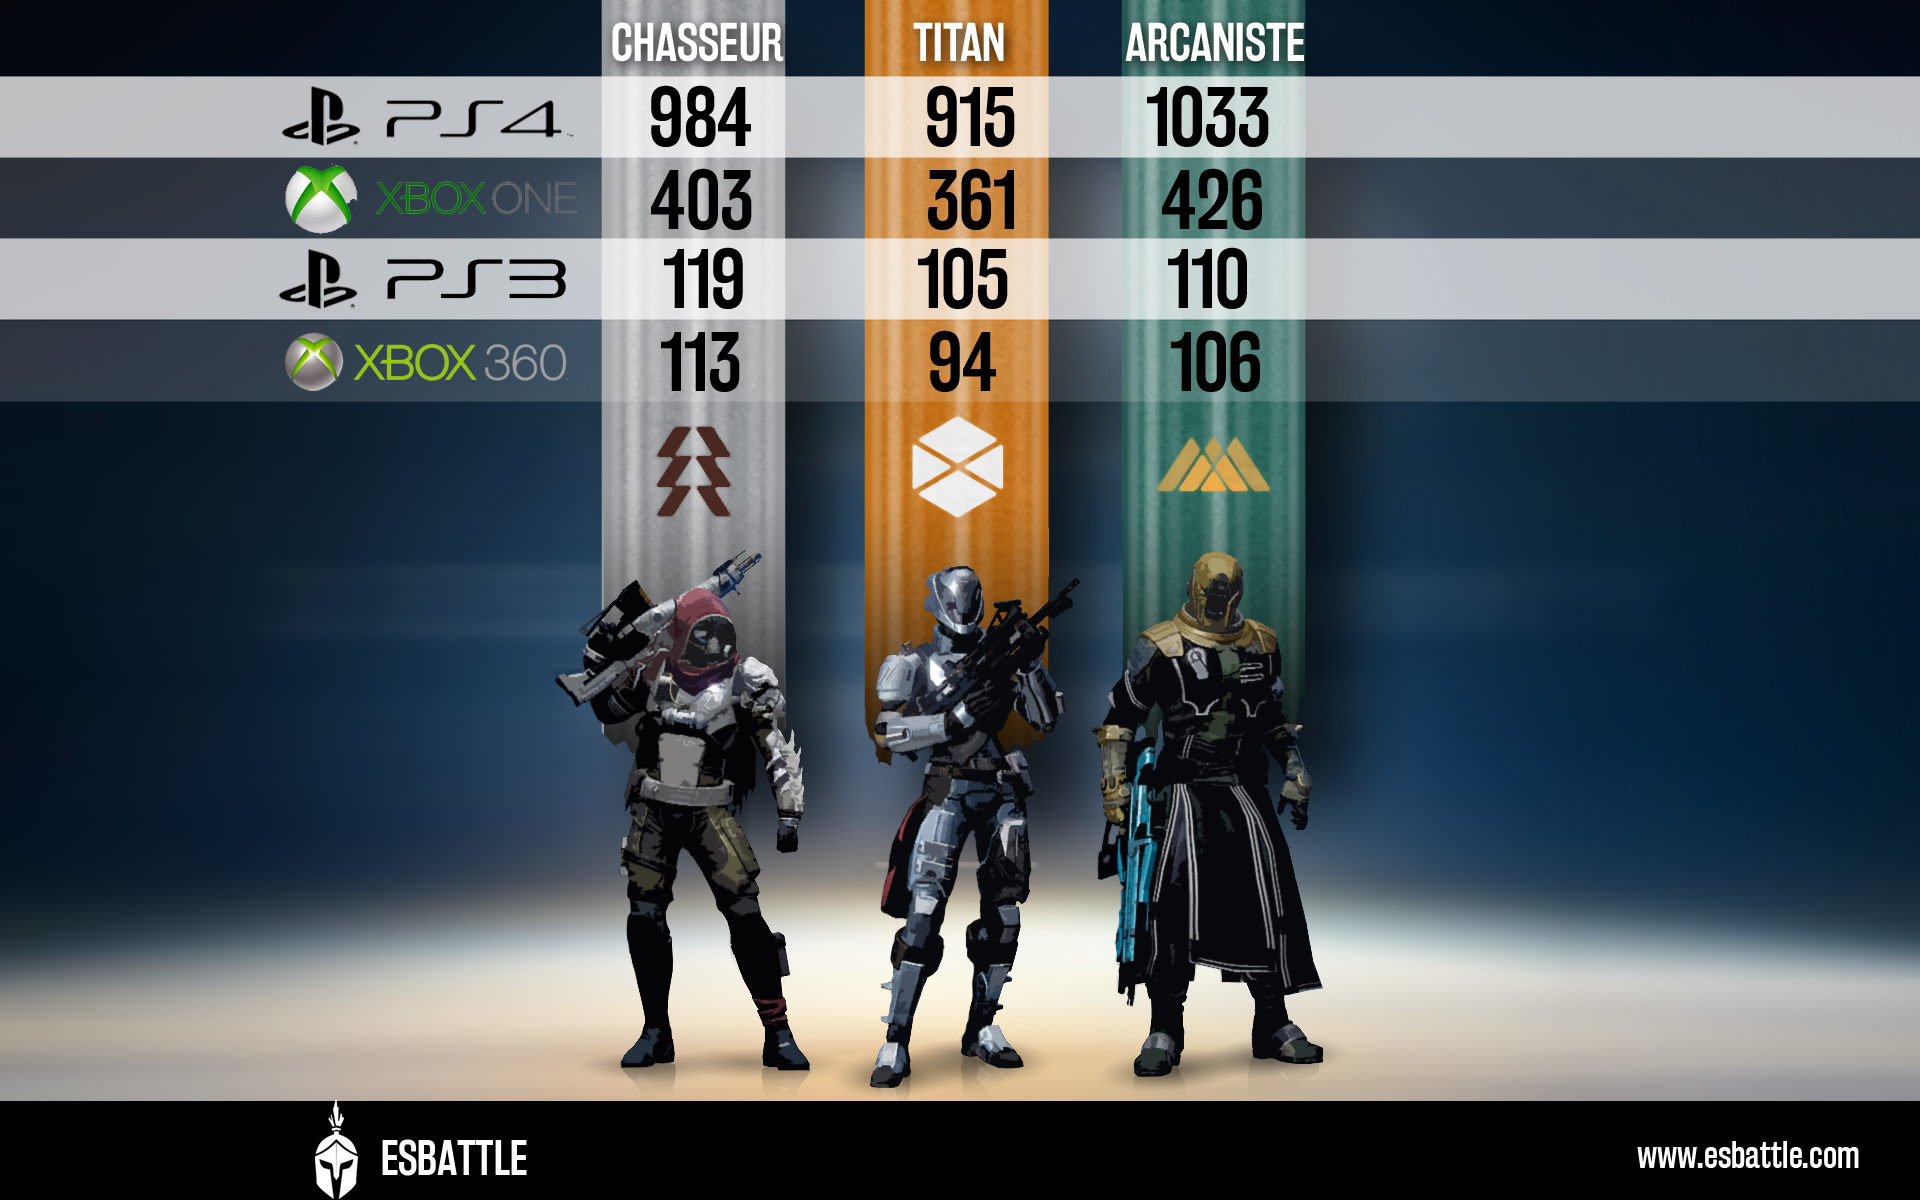 CHASSEUR TITAN ARCANISTE
PS4 984 915 1033
XBOX ONE 403 361 426
PS3 119 105 110
XBOX 360 113 94 106
ESBATTLE www.esbattle.com